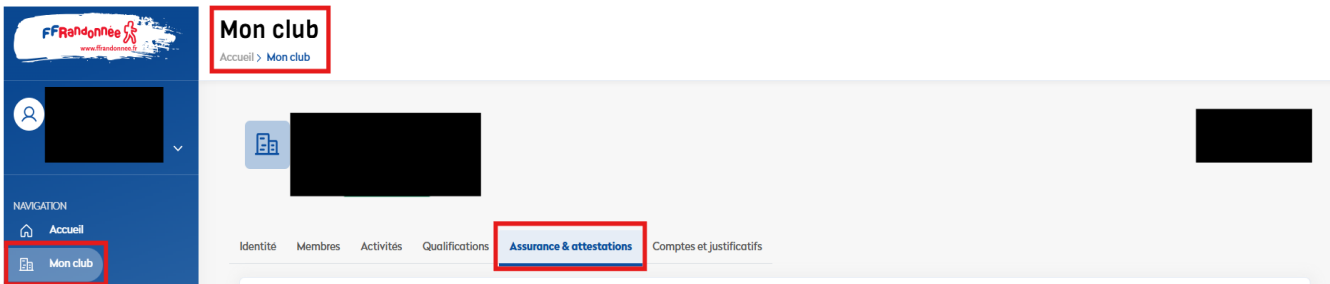 FFRandonnée
www.ffrandonnee.fr
Mon club
Accueil > Mon club
NAVIGATION
Accueil
Mon club
Identité Membres Activités Qualifications Assurance & attestations Comptes et justificatifs